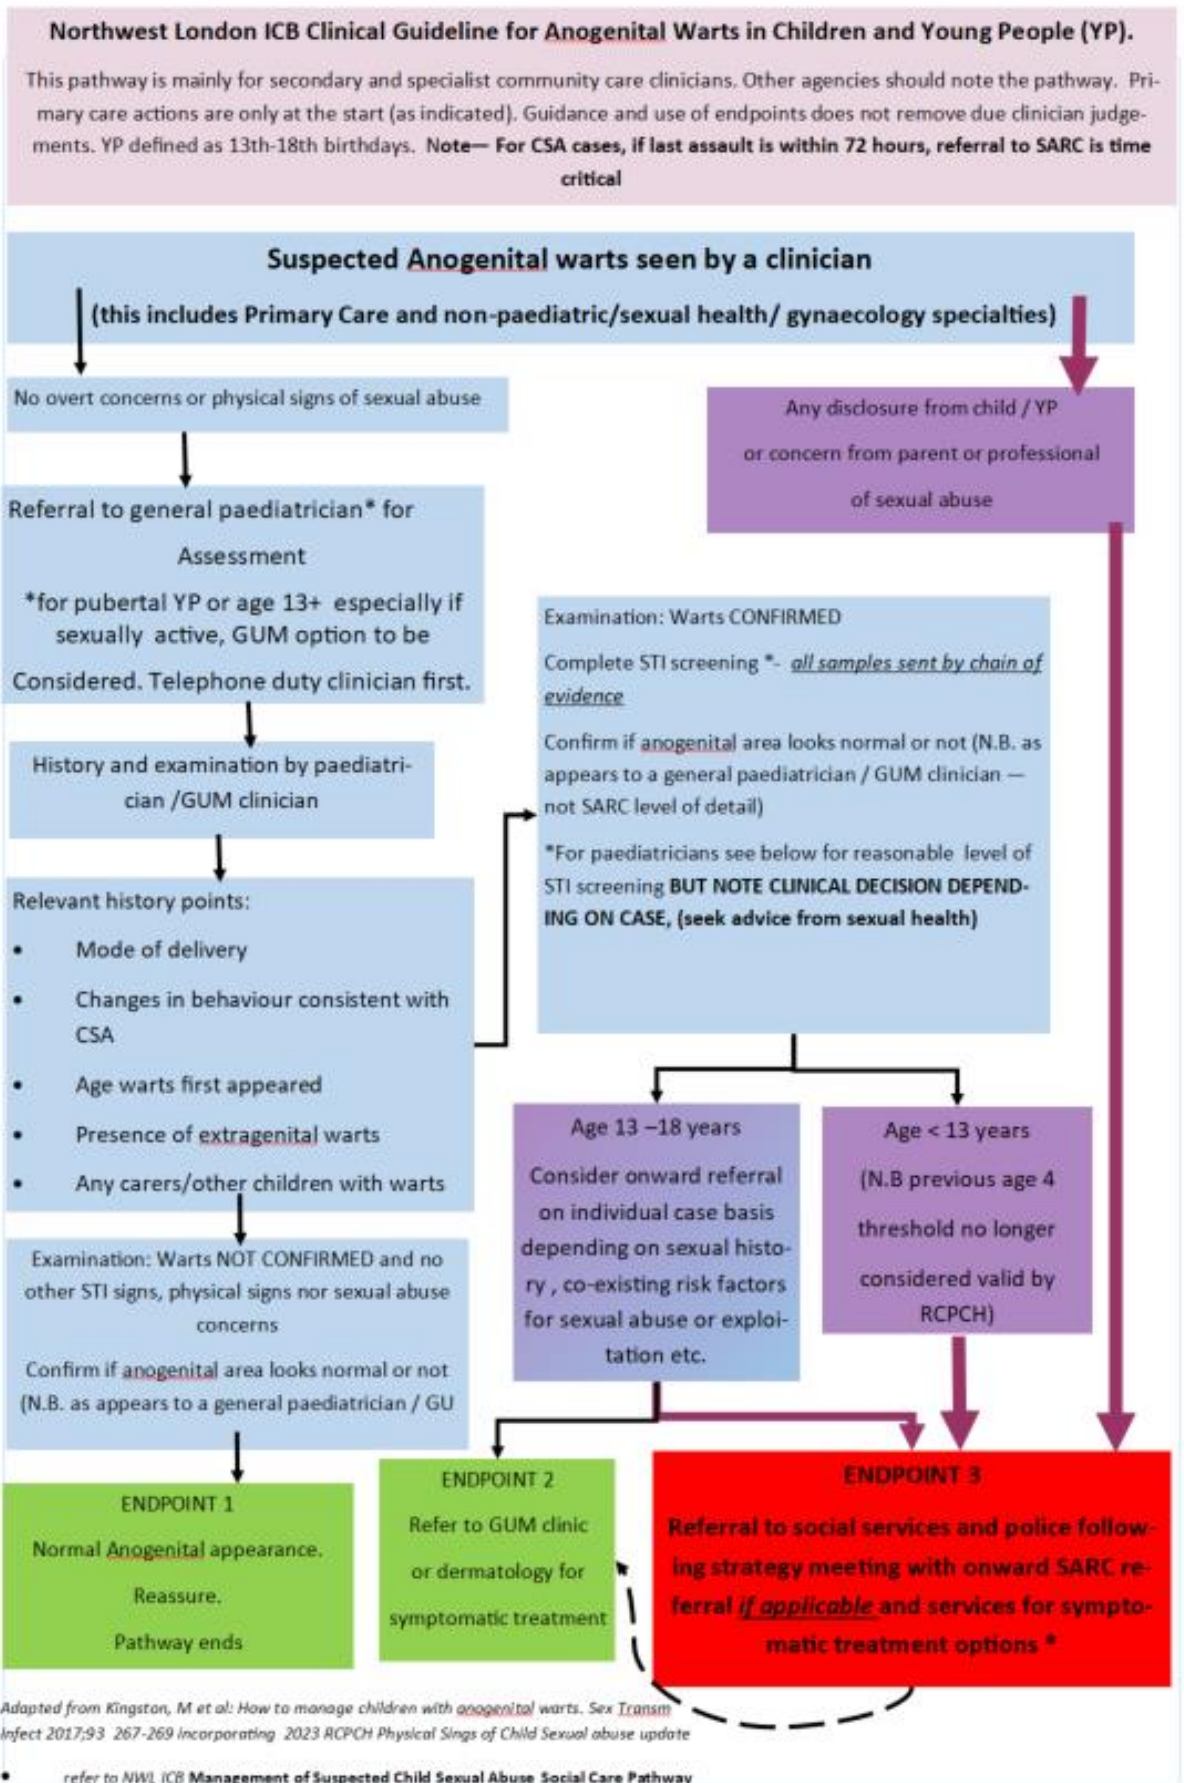 Northwest London ICB Clinical Guideline for Anogenital Warts in Children and Young People (YP).
This pathway is mainly for secondary and specialist community care clinicians. Other agencies should note the pathway. Pri-
mary care actions are only at the start (as indicated). Guidance and use of endpoints does not remove due clinician judge-
ments. YP defined as 13th-18th birthdays. Note— For CSA cases, if last assault is within 72 hours, referral to SARC is time
critical
Suspected Anogenital warts seen by a clinician
(this includes Primary Care and non-paediatric/sexual health/ gynaecology specialties)
No overt concerns or physical signs of sexual abuse
Any disclosure from child / YP
or concern from parent or professional
of sexual abuse
Referral to general paediatrician* for
Assessment
*for pubertal YP or age 13+ especially if
sexually active, GUM option to be
Considered. Telephone duty clinician first.
History and examination by paediatri-
cian /GUM clinician
Relevant history points:
• Mode of delivery
• Changes in behaviour consistent with
CSA
• Age warts first appeared
• Presence of extragenital warts
• Any carers/other children with warts
Examination: Warts CONFIRMED
Complete STI screening *- all samples sent by chain of
evidence
Confirm if anogenital area looks normal or not (N.B. as
appears to a general paediatrician / GUM clinician —
not SARC level of detail)
*For paediatricians see below for reasonable level of
STI screening BUT NOTE CLINICAL DECISION DEPEND-
ING ON CASE, (seek advice from sexual health)
Examination: Warts NOT CONFIRMED and no
other STI signs, physical signs nor sexual abuse
concerns
Confirm if anogenital area looks normal or not
(N.B. as appears to a general paediatrician / GU
Age 13 –18 years
Consider onward referral
on individual case basis
depending on sexual histo-
ry , co-existing risk factors
for sexual abuse or exploi-
tation etc.
Age < 13 years
(N.B previous age 4
threshold no longer
considered valid by
RCPCH)
ENDPOINT 1
Normal Anogenital appearance.
Reassure.
Pathway ends
ENDPOINT 2
Refer to GUM clinic
or dermatology for
symptomatic treatment
ENDPOINT 3
Referral to social services and police follow-
ing strategy meeting with onward SARC re-
ferral if applicable and services for sympto-
matic treatment options *
Adapted from Kingston, M et al: How to manage children with anogenital warts. Sex Transm
Infect 2017;93 267-269 incorporating 2023 RCPCH Physical Sings of Child Sexual abuse update
• refer to NWL ICB Management of Suspected Child Sexual Abuse Social Care Pathway